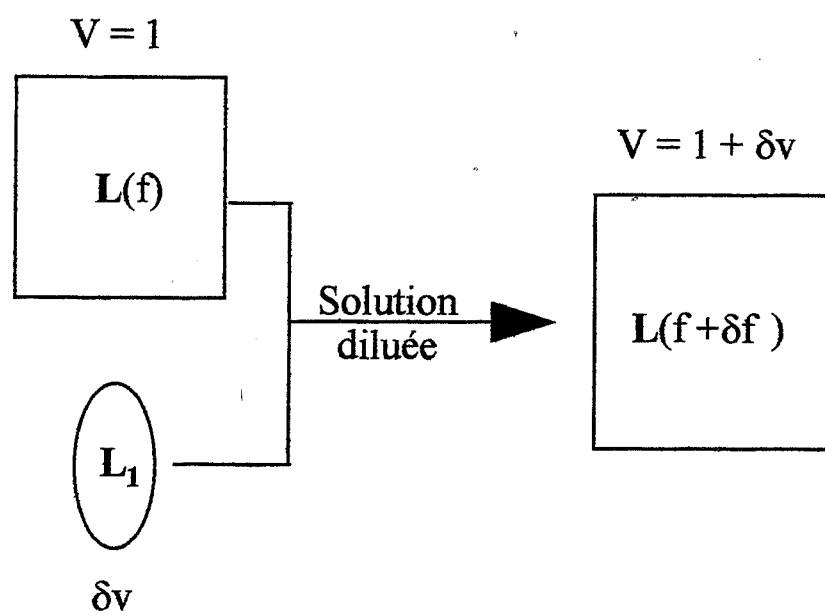 V = 1
L(f)
V = 1 + δv
Solution
diluée
L(f+δf )
L₁
δv